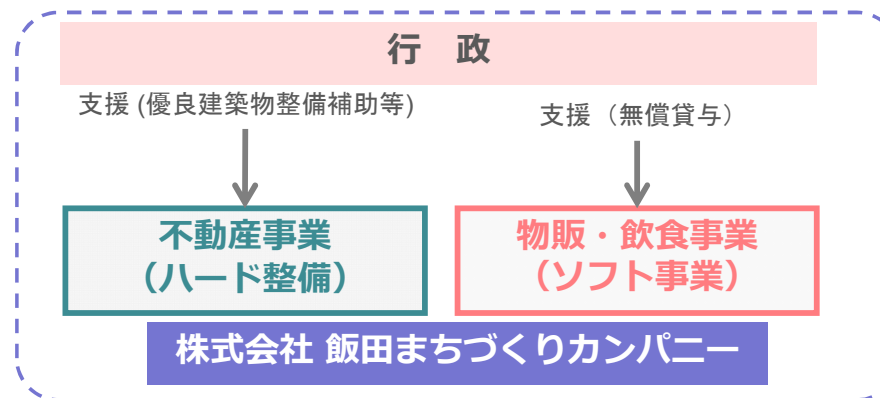 行　政
支援 (優良建築物整備補助等)
支援（無償貸与）
不動産事業
（ハード整備）
物販・飲食事業
（ソフト事業）
株式会社 飯田まちづくりカンパニー